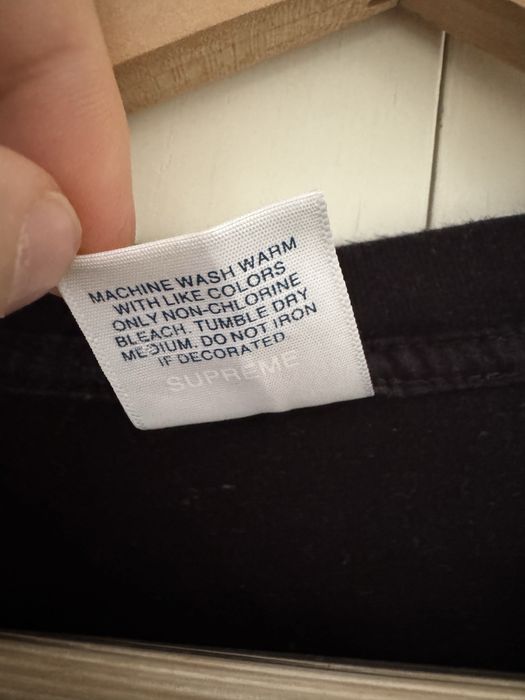 MACHINE WASH WARM
WITH LIKE COLORS
ONLY NON-CHLORINE
BLEACH. TUMBLE DRY
MEDIUM. DO NOT IRON
IF DECORATED
SUPREME